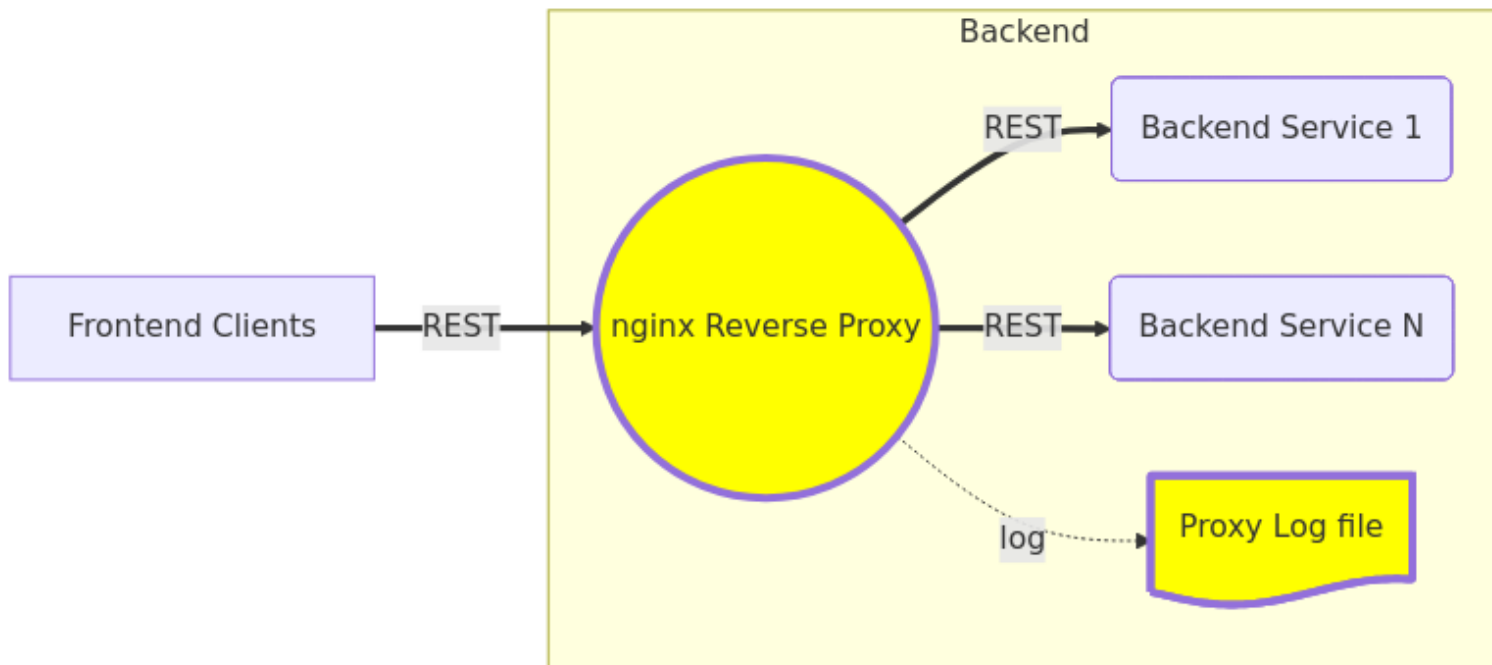 Backend
REST
Backend Service 1
Frontend Clients
REST
nginx Reverse Proxy
REST
Backend Service N
log
Proxy Log file